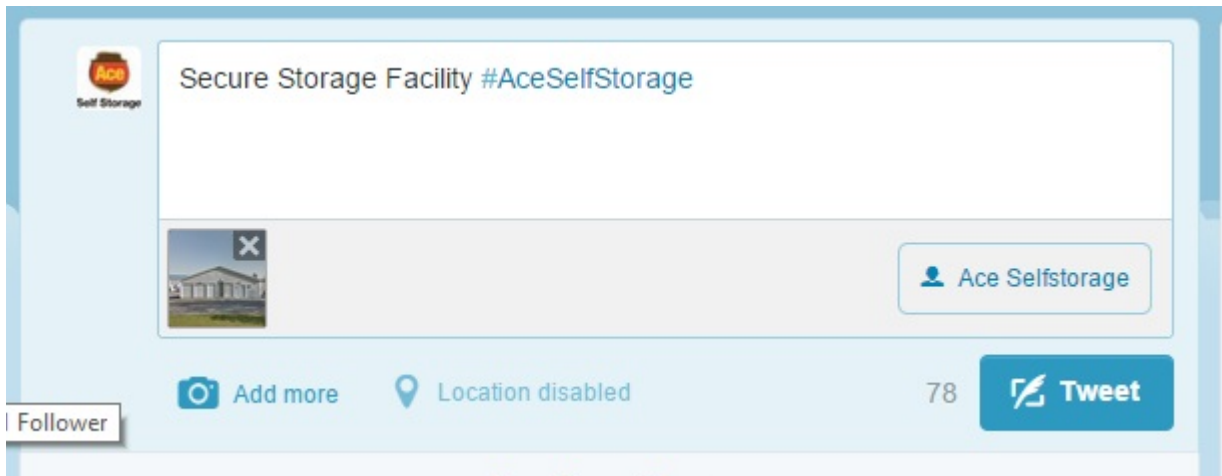 Ace
Self Storage
Secure Storage Facility #AceSelfStorage
Ace Selfstorage
Add more
Location disabled
78
Tweet
Follower